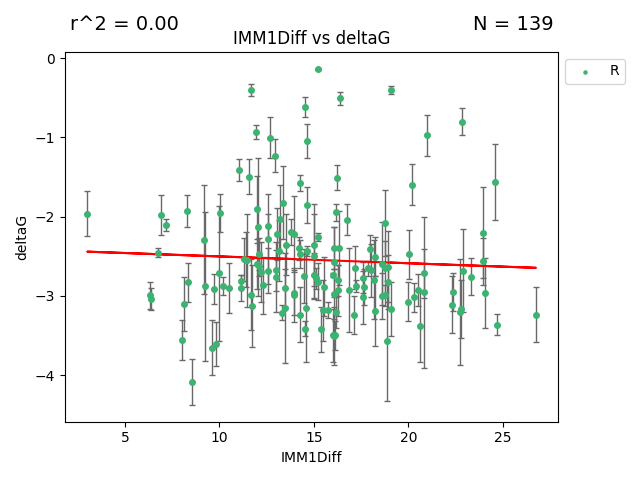 r^2 = 0.00
N = 139
IMM1Diff vs deltaG
R
0
−1
−2
−3
−4
deltaG
5
10
15
20
25
IMM1Diff